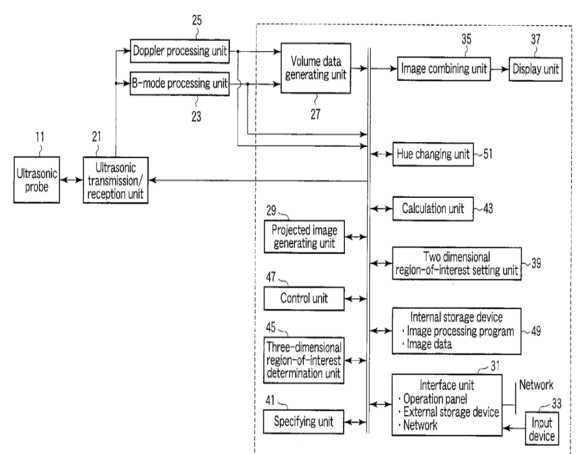 25
Doppler processing unit
B-mode processing unit
23
Volume data
generating unit
27
35
Image combining unit
37
Display unit
11
Ultrasonic
probe
21
Ultrasonic
transmission/
reception unit
Hue changing unit
51
Calculation unit
43
29
Projected image
generating unit
Two dimensional
region-of-interest setting unit
39
47
Control unit
Internal storage device
・Image processing program
・Image data
49
45
Three-dimensional
region-of-interest
determination unit
31
Interface unit
・Operation panel
・External storage device
・Network
Network
33
Input
device
41
Specifying unit